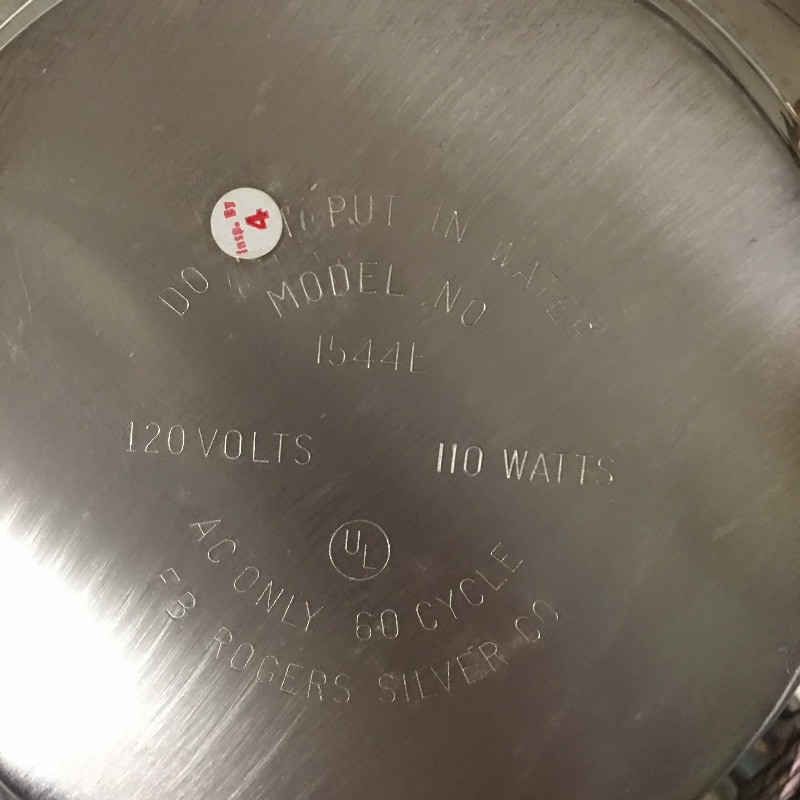 Insp. By
4
DO PUT IN WATER
MODEL NO
1544E
120 VOLTS 110 WATTS
UL
AC ONLY 60 CYCLE
FB ROGERS SILVER CO